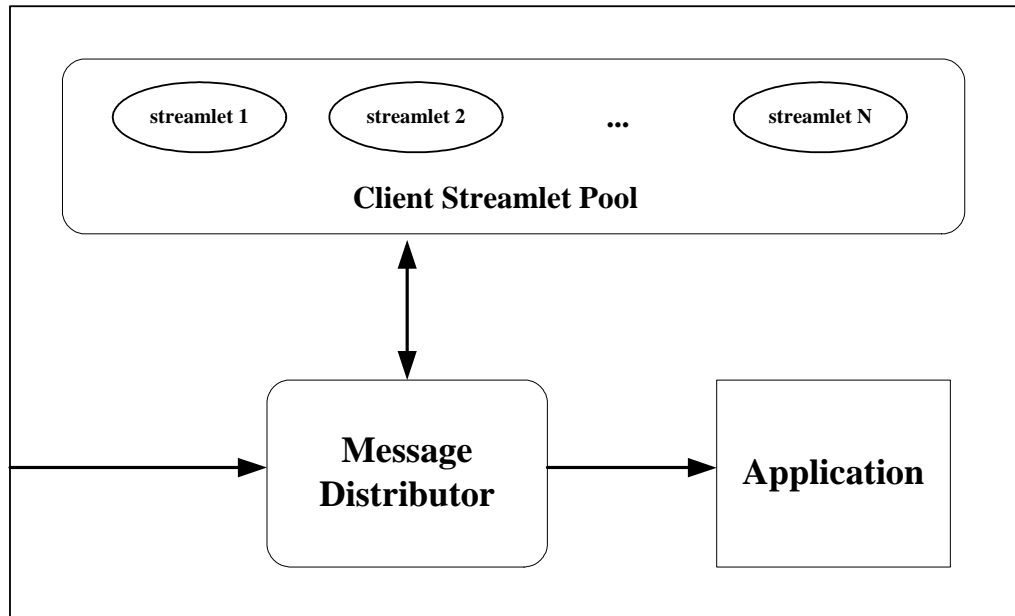 streamlet 1 streamlet 2 ... streamlet N
Client Streamlet Pool
Message
Distributor
Application